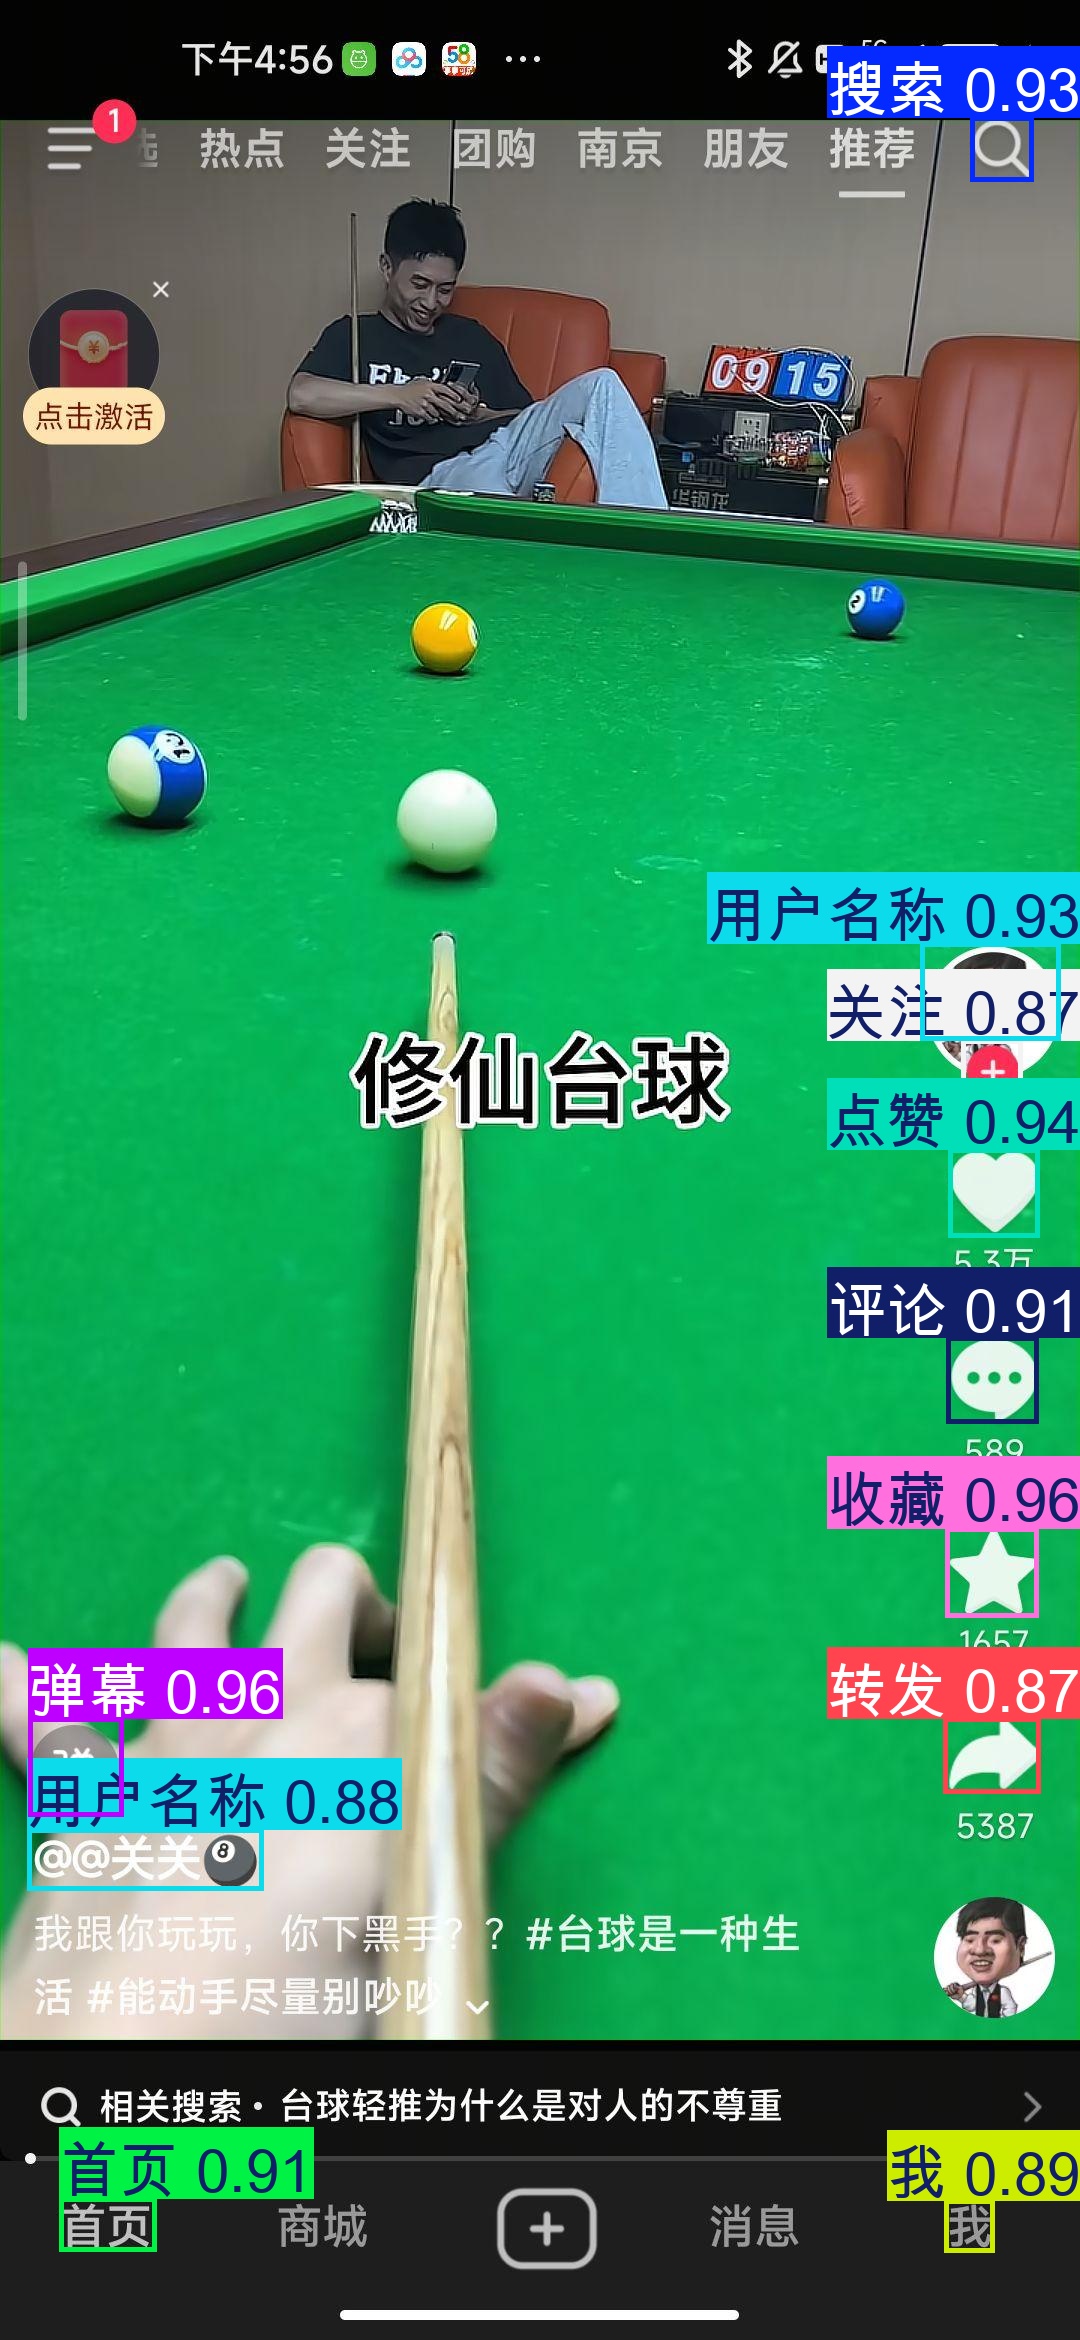 下午4:56 58 ...
搜索 0.93
1
热点 关注 团购 南京 朋友 推荐
点击激活
09 15
2
用户名称 0.93
关注 0.87
修仙台球
点赞 0.94
5.3万
评论 0.91
589
收藏 0.96
1657
弹幕 0.96
转发 0.87
用户名称 0.88
5387
@@关关🎱
我跟你玩玩，你下黑手？？#台球是一种生
活 #能动手尽量别吵吵
相关搜索 · 台球轻推为什么是对人的不尊重
首页 0.91
我 0.89
首页 商城 消息 我